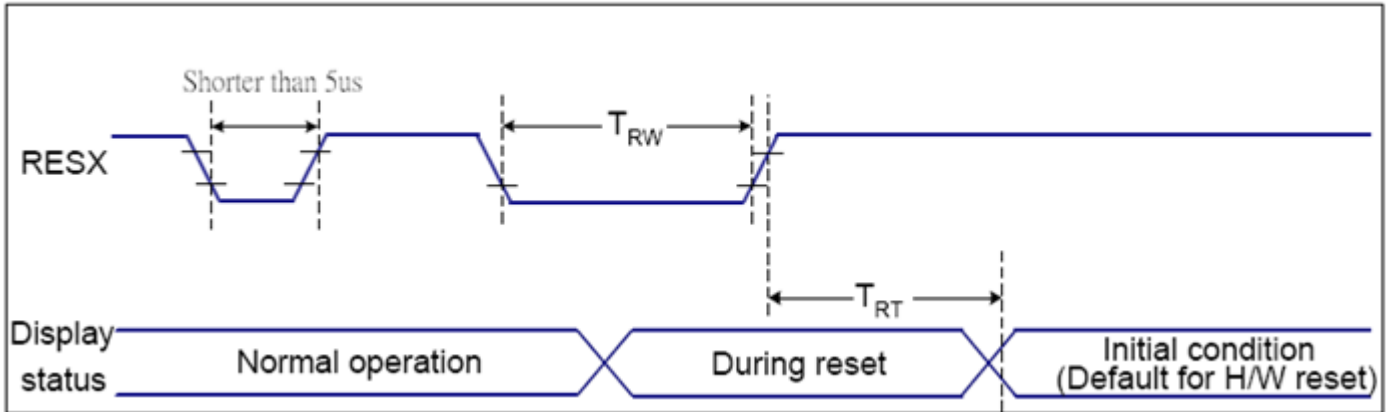 Shorter than 5us
RESX
TRW
TRT
Display
status
Normal operation
During reset
Initial condition
(Default for H/W reset)